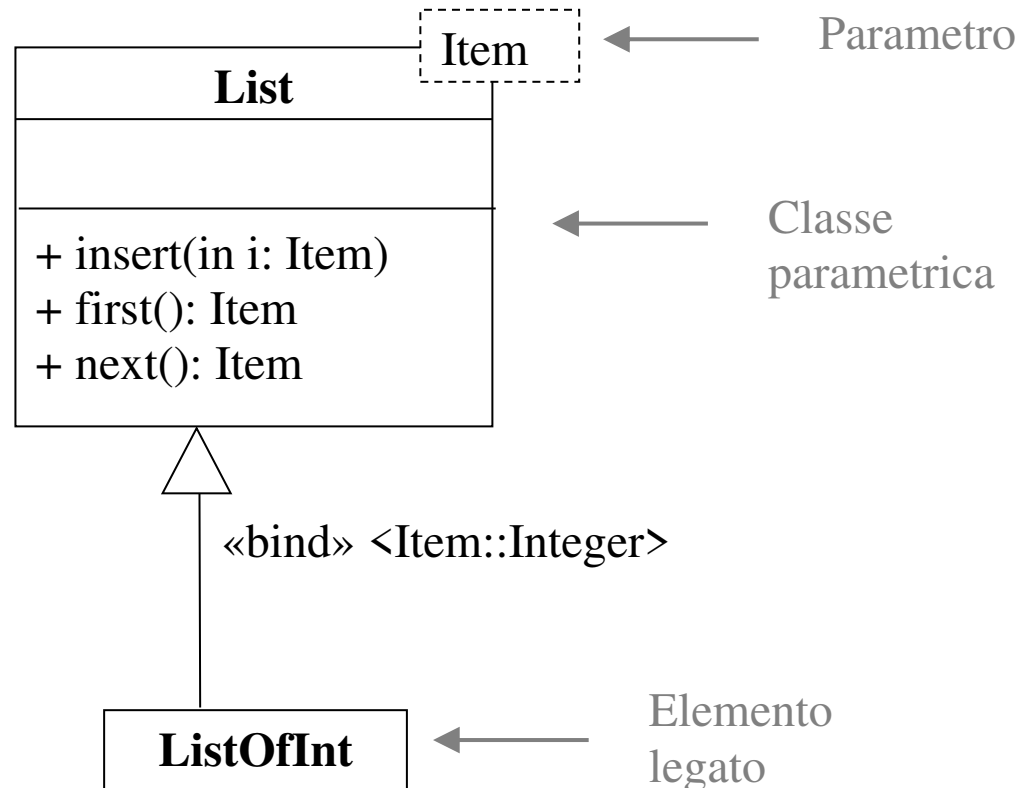 Item
Parametro
List
Classe
parametrica
+ insert(in i: Item)
+ first(): Item
+ next(): Item
«bind» <Item::Integer>
ListOfInt
Elemento
legato